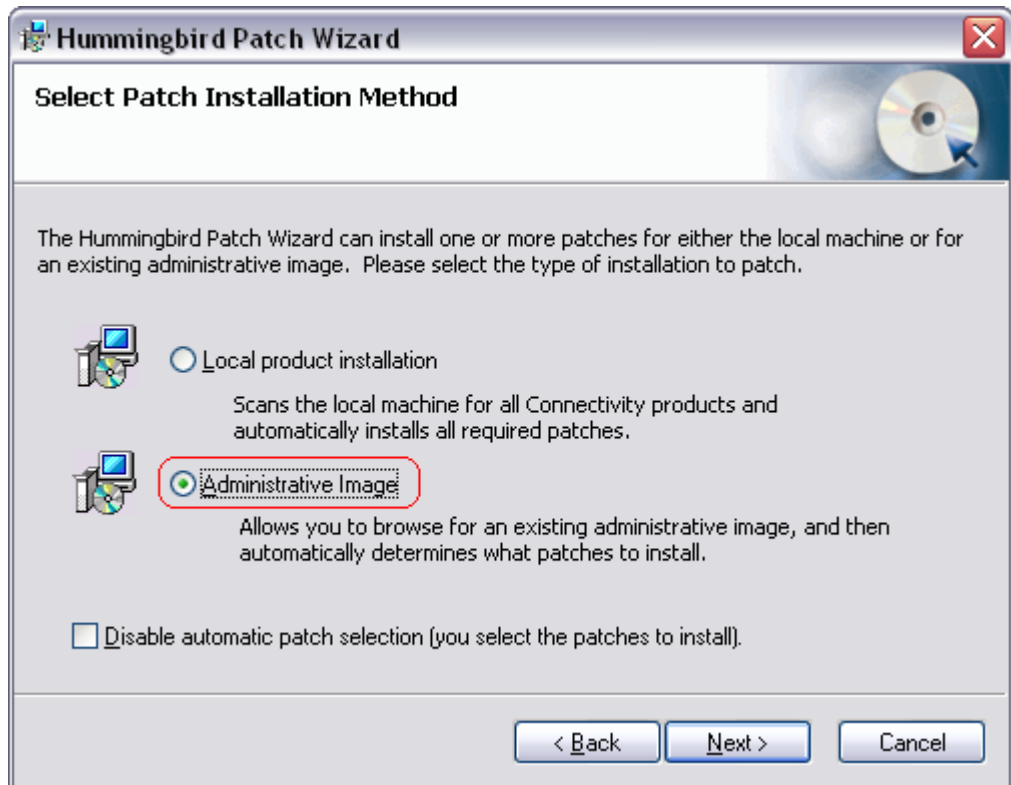 Hummingbird Patch Wizard
Select Patch Installation Method
The Hummingbird Patch Wizard can install one or more patches for either the local machine or for
an existing administrative image. Please select the type of installation to patch.
Local product installation
Scans the local machine for all Connectivity products and
automatically installs all required patches.
Administrative Image
Allows you to browse for an existing administrative image, and then
automatically determines what patches to install.
Disable automatic patch selection (you select the patches to install).
< Back Next > Cancel